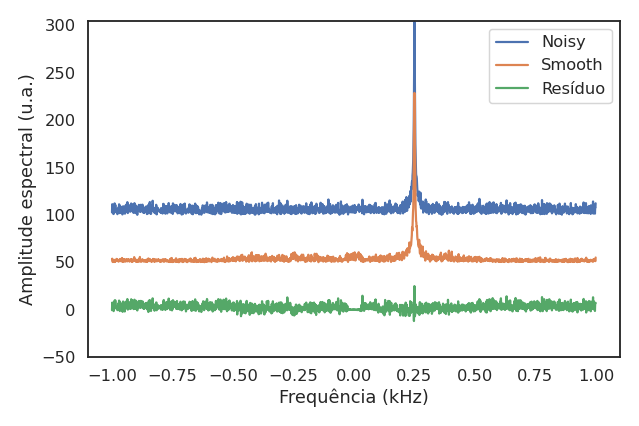 300
250
200
150
100
50
0
−50
Amplitude espectral (u.a.)
Noisy
Smooth
Resíduo
−1.00 −0.75 −0.50 −0.25 0.00 0.25 0.50 0.75 1.00
Frequência (kHz)